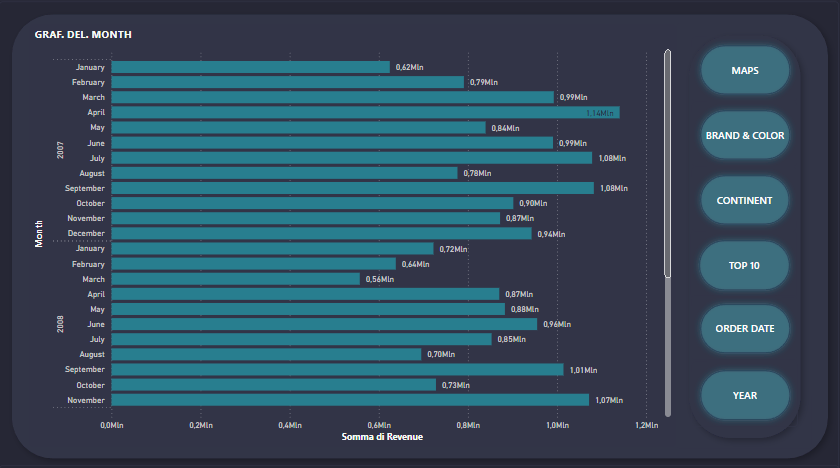 GRAF. DEL. MONTH
Month
2007
January 0,62Mln
February 0,79Mln
March 0,99Mln
April 1,14Mln
May 0,84Mln
June 0,99Mln
July 1,08Mln
August 0,78Mln
September 1,08Mln
October 0,90Mln
November 0,87Mln
December 0,94Mln
2008
January 0,72Mln
February 0,64Mln
March 0,56Mln
April 0,87Mln
May 0,88Mln
June 0,96Mln
July 0,85Mln
August 0,70Mln
September 1,01Mln
October 0,73Mln
November 1,07Mln
0,0Mln 0,2Mln 0,4Mln 0,6Mln 0,8Mln 1,0Mln 1,2Mln
Somma di Revenue
MAPS
BRAND & COLOR
CONTINENT
TOP 10
ORDER DATE
YEAR